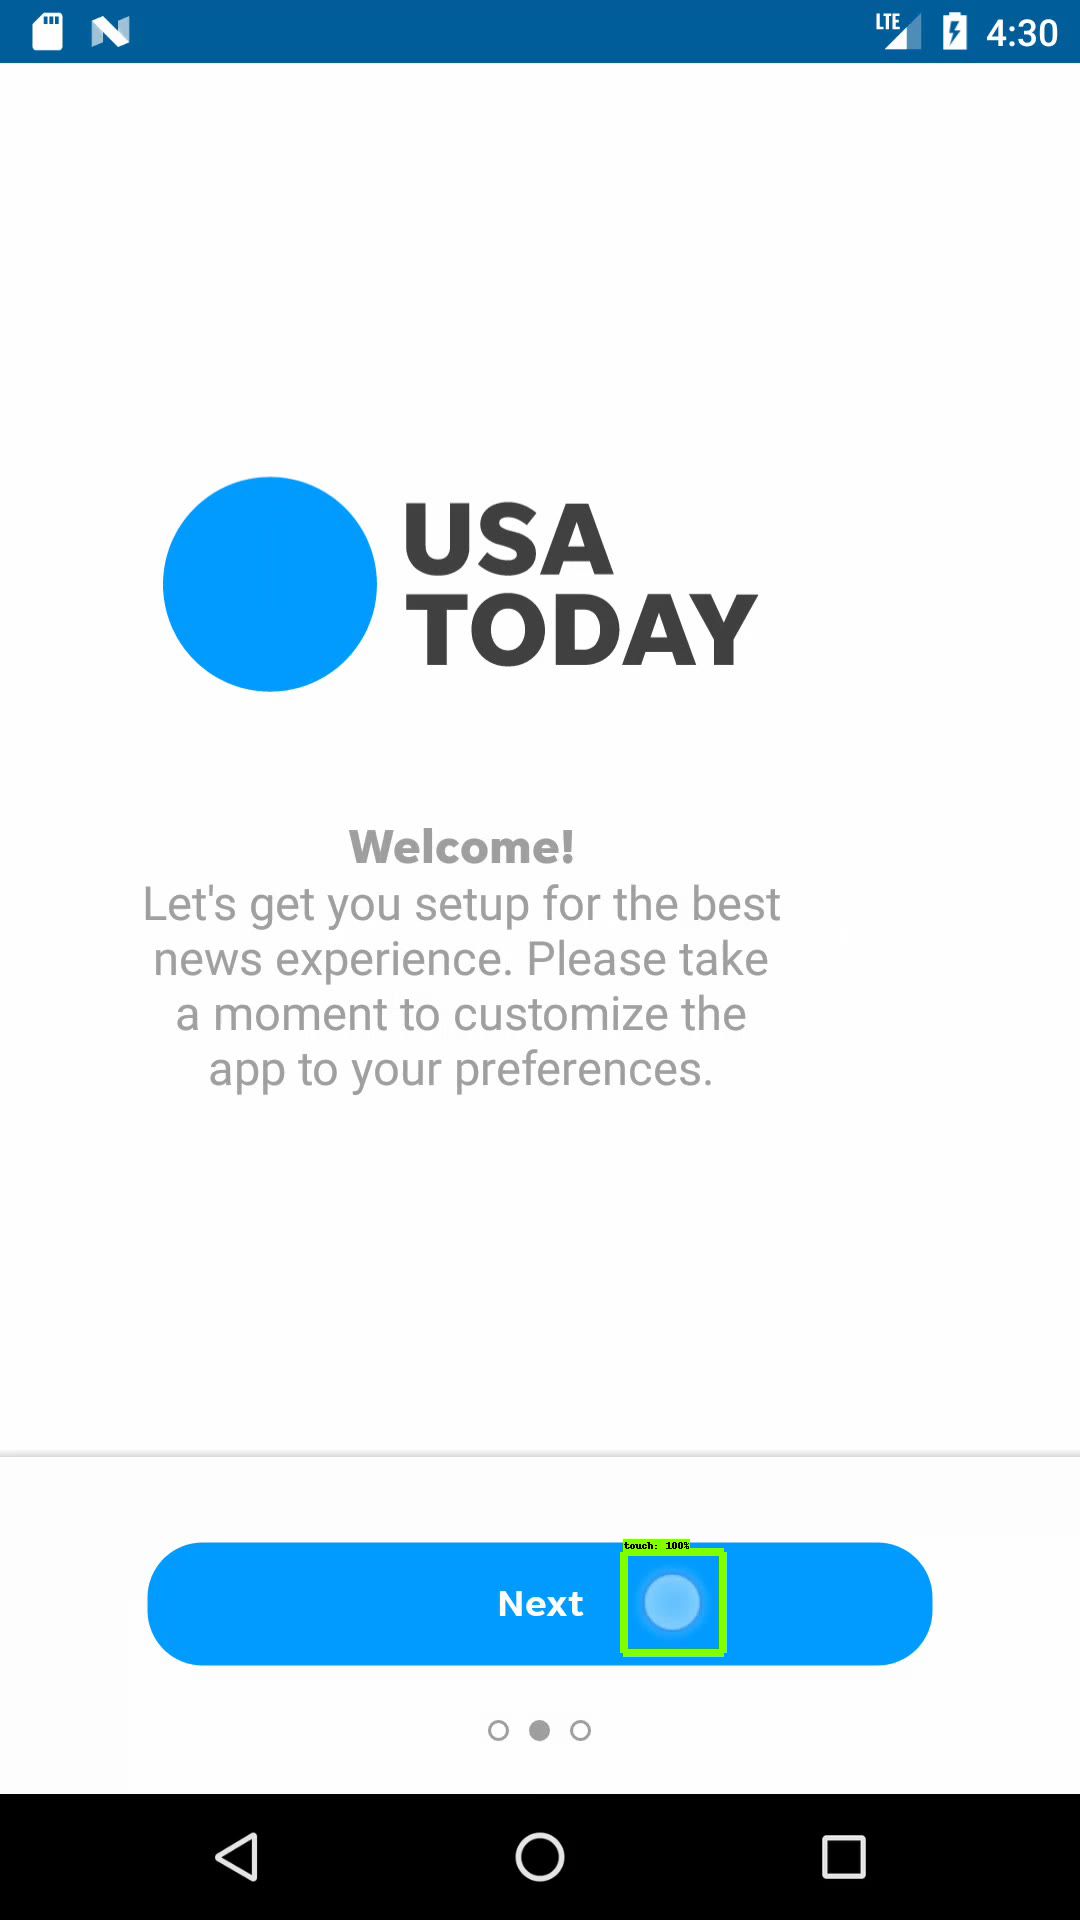 LTE 4:30
USA
TODAY
Welcome!
Let's get you setup for the best
news experience. Please take
a moment to customize the
app to your preferences.
touch: 100%
Next